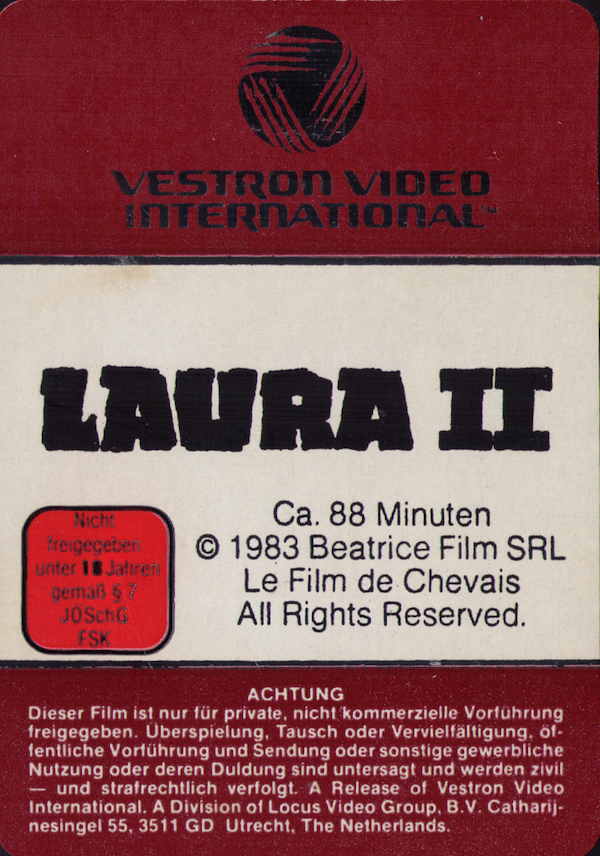 VESTRON VIDEO
INTERNATIONAL™
LAURA II
Nicht
freigegeben
unter 18 Jahren
gemäß § 7
JÖSchG
FSK
Ca. 88 Minuten
© 1983 Beatrice Film SRL
Le Film de Chevais
All Rights Reserved.
ACHTUNG
Dieser Film ist nur für private, nicht kommerzielle Vorführung
freigegeben. Überspielung, Tausch oder Vervielfältigung, öf-
fentliche Vorführung und Sendung oder sonstige gewerbliche
Nutzung oder deren Duldung sind untersagt und werden zivil
— und strafrechtlich verfolgt. A Release of Vestron Video
International. A Division of Locus Video Group, B.V. Catharij-
nesingel 55, 3511 GD Utrecht, The Netherlands.